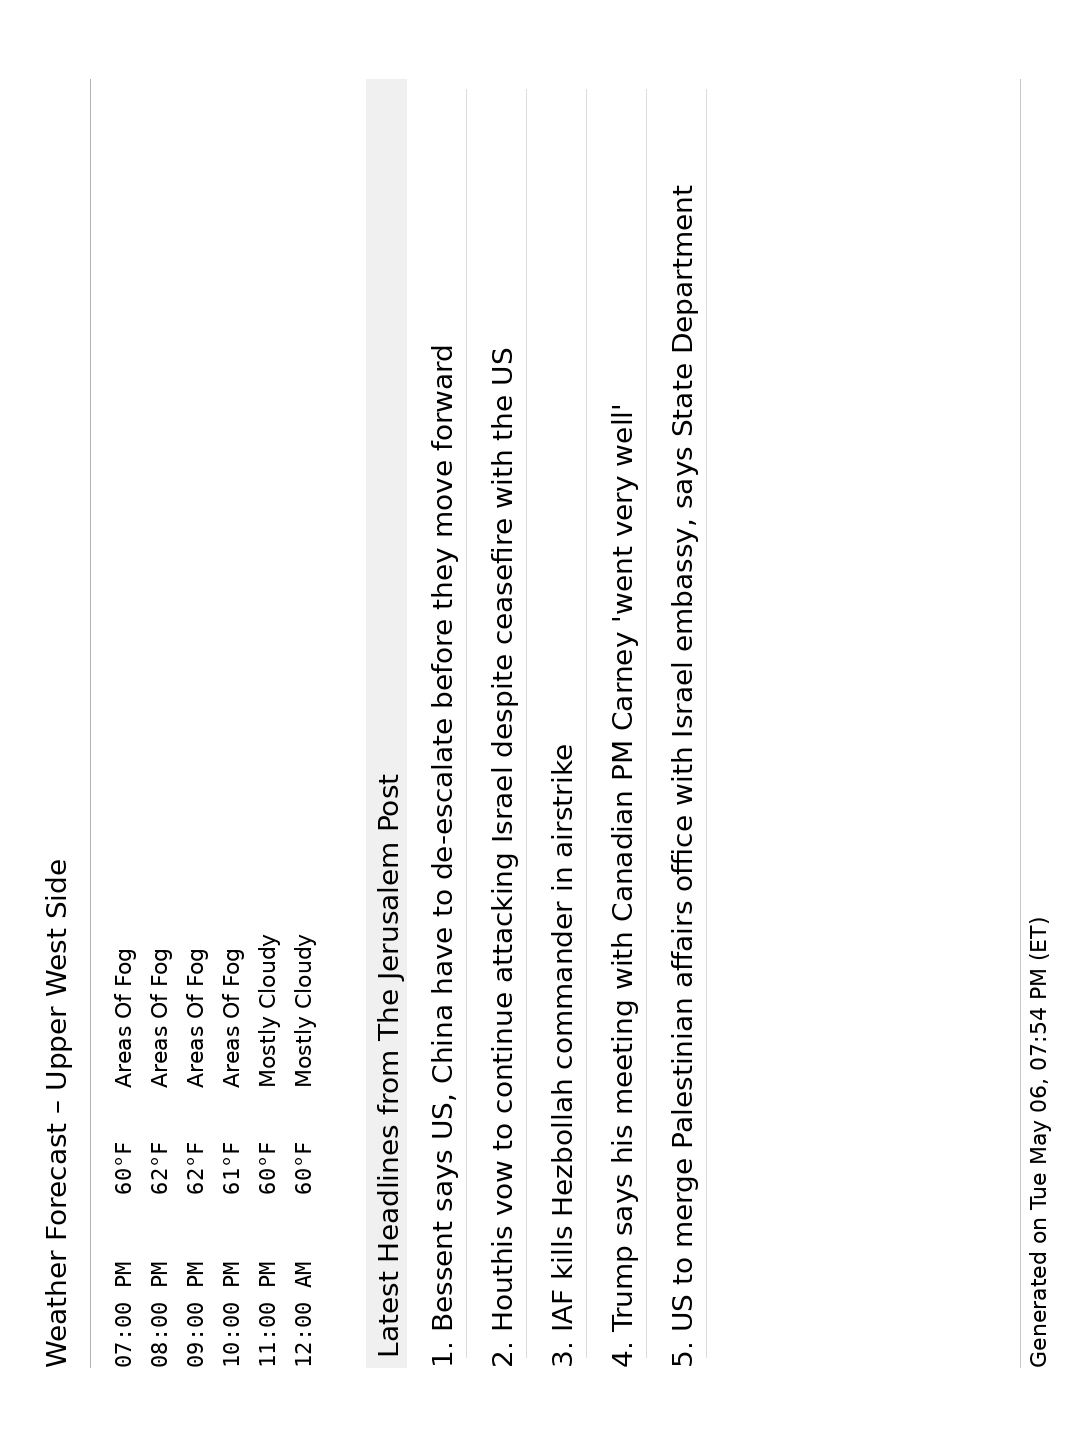 Weather Forecast – Upper West Side
07:00 PM 60°F Areas Of Fog
08:00 PM 62°F Areas Of Fog
09:00 PM 62°F Areas Of Fog
10:00 PM 61°F Areas Of Fog
11:00 PM 60°F Mostly Cloudy
12:00 AM 60°F Mostly Cloudy
Latest Headlines from The Jerusalem Post
1. Bessent says US, China have to de-escalate before they move forward
2. Houthis vow to continue attacking Israel despite ceasefire with the US
3. IAF kills Hezbollah commander in airstrike
4. Trump says his meeting with Canadian PM Carney 'went very well'
5. US to merge Palestinian affairs office with Israel embassy, says State Department
Generated on Tue May 06, 07:54 PM (ET)